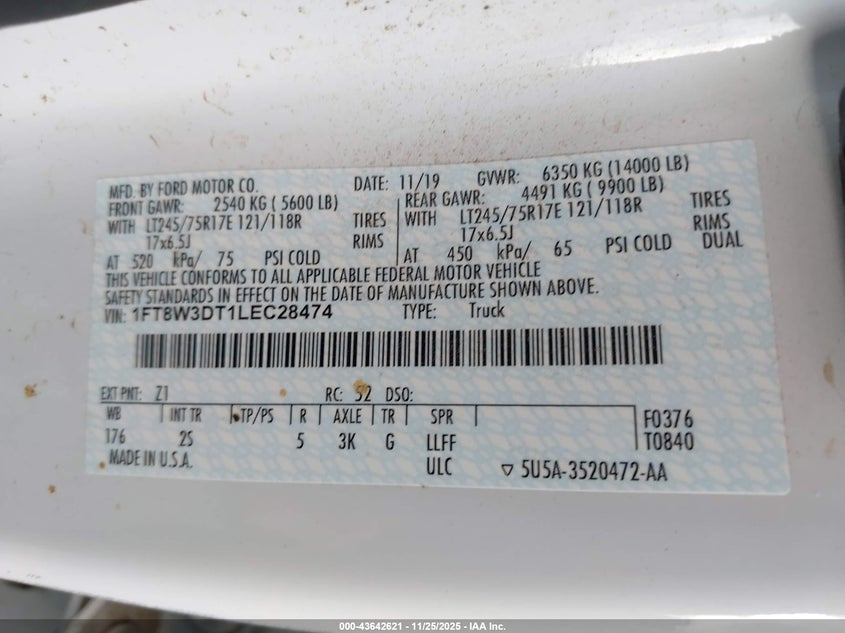 MFD. BY FORD MOTOR CO. DATE: 11/19 GVWR: 6350 KG (14000 LB)
FRONT GAWR: 2540 KG ( 5600 LB) REAR GAWR: 4491 KG ( 9900 LB)
WITH LT245/75R17E 121/118R TIRES WITH LT245/75R17E 121/118R TIRES
17x6.5J RIMS 17x6.5J RIMS
AT 520 kPa/ 75 PSI COLD AT 450 kPa/ 65 PSI COLD DUAL
THIS VEHICLE CONFORMS TO ALL APPLICABLE FEDERAL MOTOR VEHICLE
SAFETY STANDARDS IN EFFECT ON THE DATE OF MANUFACTURE SHOWN ABOVE.
VIN: 1FT8W3DT1LEC28474 TYPE: Truck
EXT PNT: Z1 RC: 52 DSO:
WB INT TR TP/PS R AXLE TR SPR F0376
176 2S 5 3K G LLFF T0840
MADE IN U.S.A. ULC ▽ 5U5A-3520472-AA
000-43642621 - 11/25/2025 - IAA Inc.